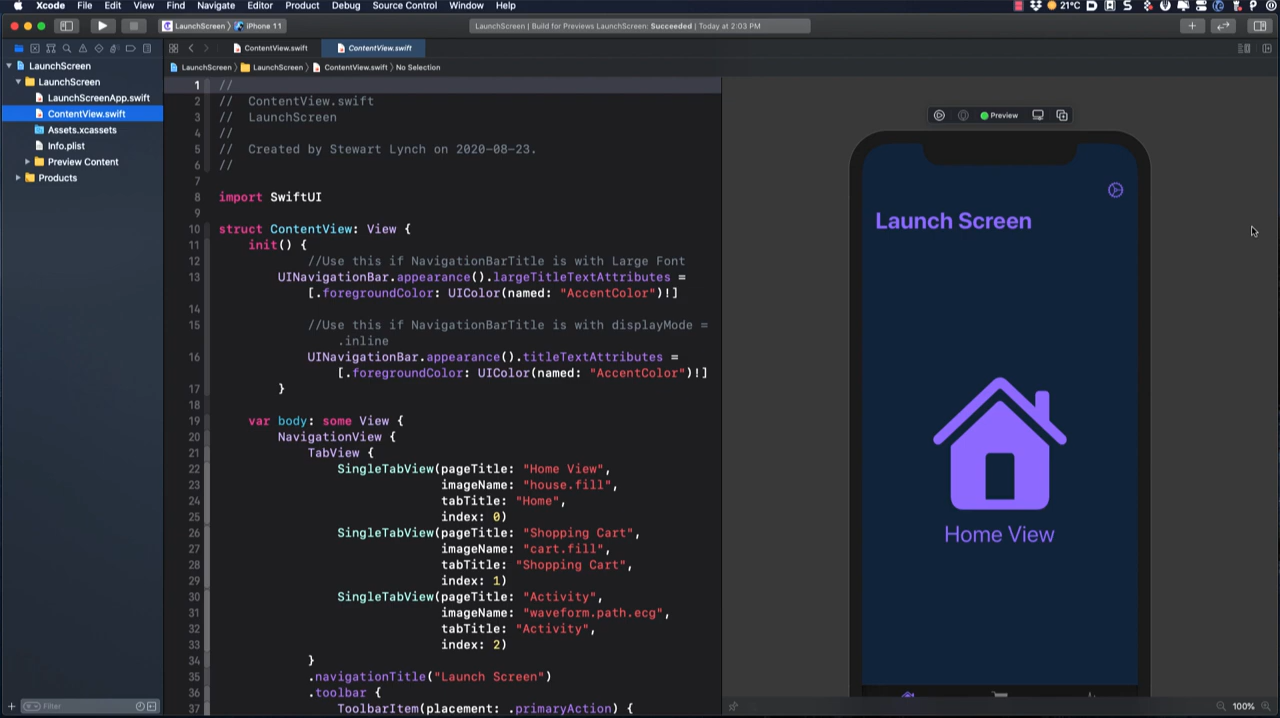 Xcode File Edit View Find Navigate Editor Product Debug Source Control Window Help
21°C
LaunchScreen 〉 iPhone 11
LaunchScreen | Build for Previews LaunchScreen: Succeeded | Today at 2:03 PM
ContentView.swift
ContentView.swift
LaunchScreen 〉 LaunchScreen 〉 ContentView.swift 〉 No Selection
LaunchScreen
LaunchScreen
LaunchScreenApp.swift
ContentView.swift
Assets.xcassets
Info.plist
Preview Content
Products
Filter
1 //
2 //  ContentView.swift
3 //  LaunchScreen
4 //
5 //  Created by Stewart Lynch on 2020-08-23.
6 //
7
8 import SwiftUI
9
10 struct ContentView: View {
11 init() {
12 //Use this if NavigationBarTitle is with Large Font
13 UINavigationBar.appearance().largeTitleTextAttributes =
[.foregroundColor: UIColor(named: "AccentColor")!]
14
15 //Use this if NavigationBarTitle is with displayMode =
.inline
16 UINavigationBar.appearance().titleTextAttributes =
[.foregroundColor: UIColor(named: "AccentColor")!]
17 }
18
19 var body: some View {
20 NavigationView {
21 TabView {
22 SingleTabView(pageTitle: "Home View",
23 imageName: "house.fill",
24 tabTitle: "Home",
25 index: 0)
26 SingleTabView(pageTitle: "Shopping Cart",
27 imageName: "cart.fill",
28 tabTitle: "Shopping Cart",
29 index: 1)
30 SingleTabView(pageTitle: "Activity",
31 imageName: "waveform.path.ecg",
32 tabTitle: "Activity",
33 index: 2)
34 }
35 .navigationTitle("Launch Screen")
36 .toolbar {
37 ToolbarItem(placement: .primaryAction) {
Preview
Launch Screen
Home View
100%